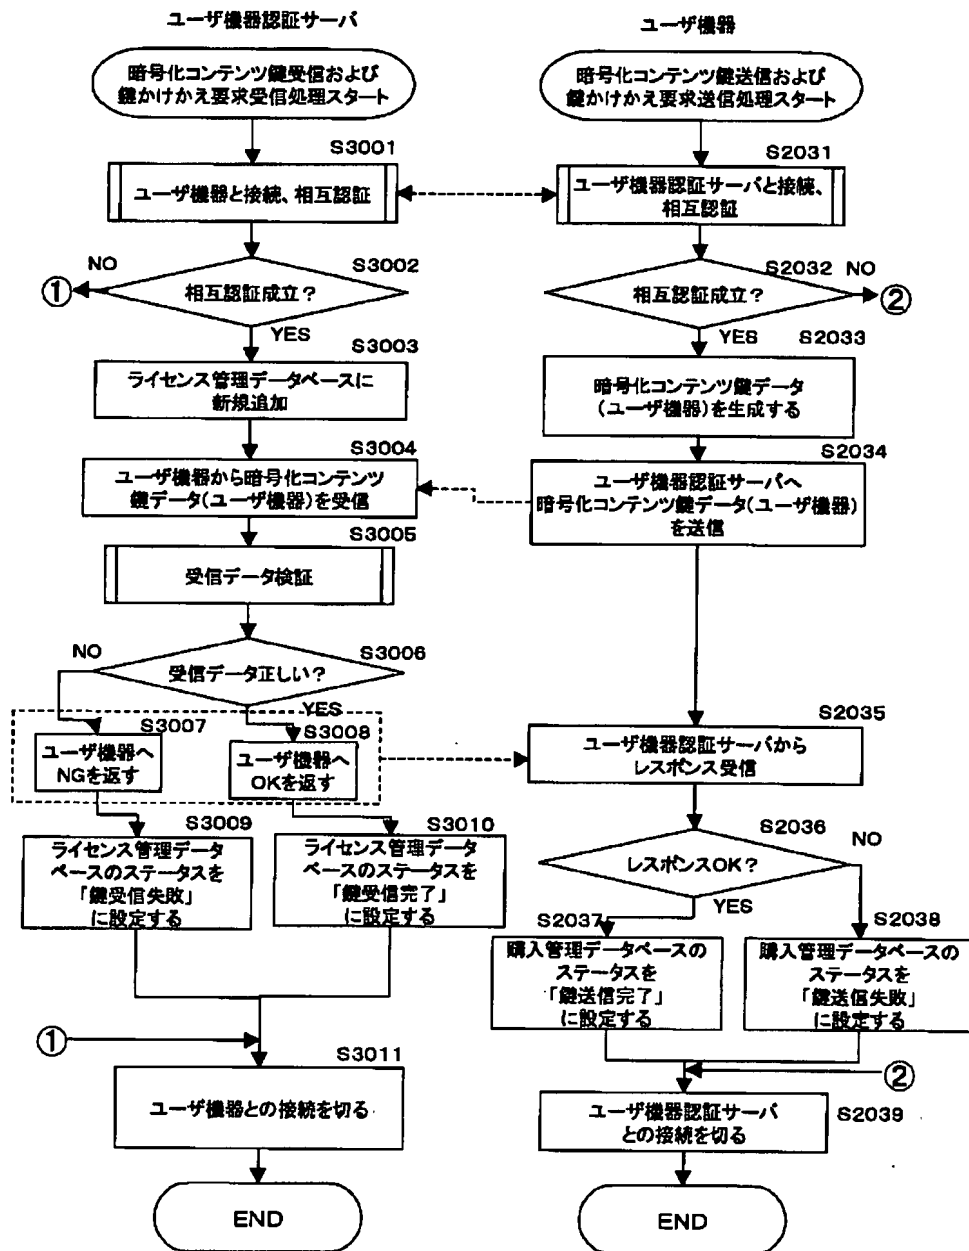 ユーザ機器認証サーバ
暗号化コンテンツ鍵受信および
鍵かけかえ要求受信処理スタート
S3001
ユーザ機器と接続、相互認証
S3002
NO
①
相互認証成立？
YES
S3003
ライセンス管理データベースに
新規追加
S3004
ユーザ機器から暗号化コンテンツ
鍵データ(ユーザ機器)を受信
S3005
受信データ検証
S3006
NO
受信データ正しい？
YES
S3007
ユーザ機器へ
NGを返す
S3008
ユーザ機器へ
OKを返す
S3009
ライセンス管理データ
ベースのステータスを
「鍵受信失敗」
に設定する
S3010
ライセンス管理データ
ベースのステータスを
「鍵受信完了」
に設定する
①
S3011
ユーザ機器との接続を切る
END
ユーザ機器
暗号化コンテンツ鍵送信および
鍵かけかえ要求送信処理スタート
S2031
ユーザ機器認証サーバと接続、
相互認証
S2032
NO
②
相互認証成立？
YES
S2033
暗号化コンテンツ鍵データ
(ユーザ機器)を生成する
S2034
ユーザ機器認証サーバへ
暗号化コンテンツ鍵データ(ユーザ機器)
を送信
S2035
ユーザ機器認証サーバから
レスポンス受信
S2036
NO
レスポンスOK？
YES
S2037
購入管理データベースの
ステータスを
「鍵送信完了」
に設定する
S2038
購入管理データベースの
ステータスを
「鍵送信失敗」
に設定する
②
S2039
ユーザ機器認証サーバ
との接続を切る
END